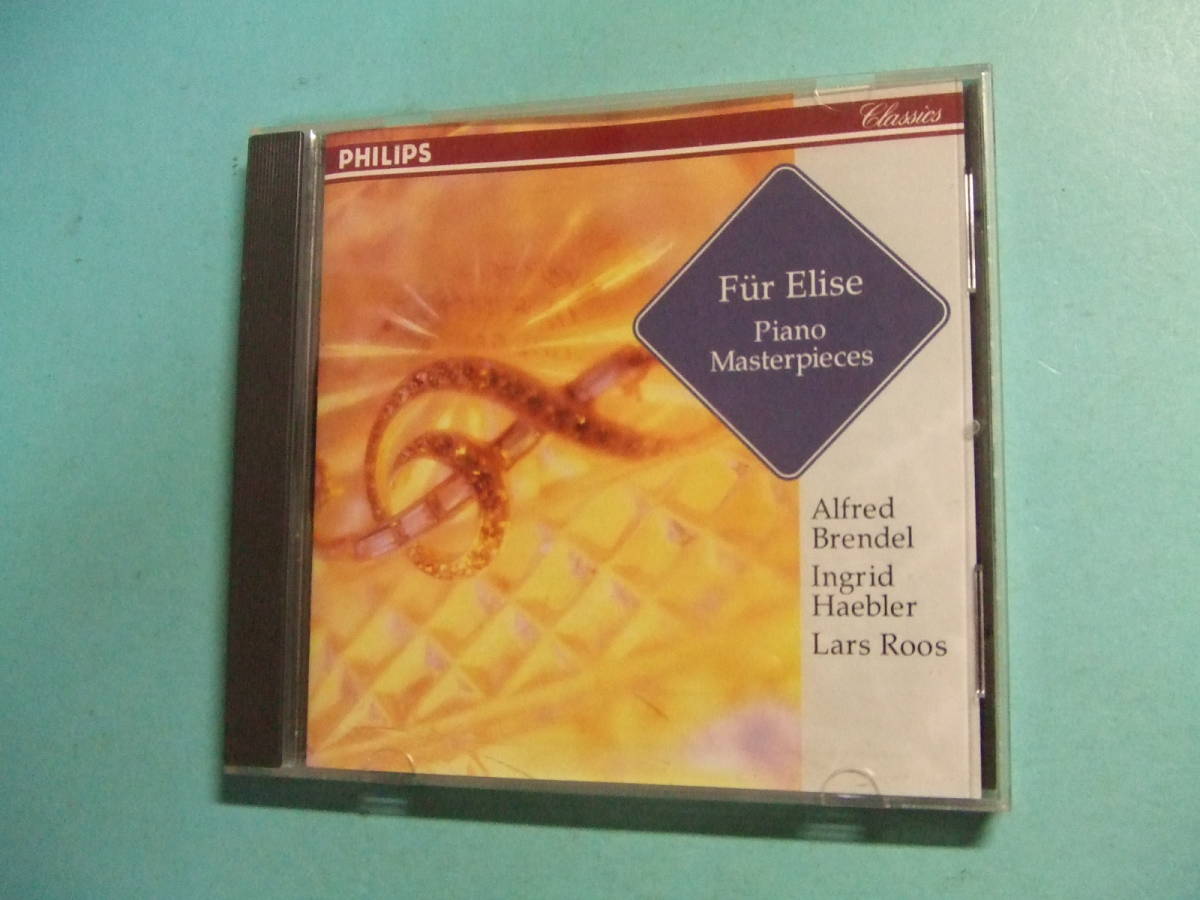 PHILIPS
Classics
Für Elise
Piano
Masterpieces
Alfred
Brendel
Ingrid
Haebler
Lars Roos